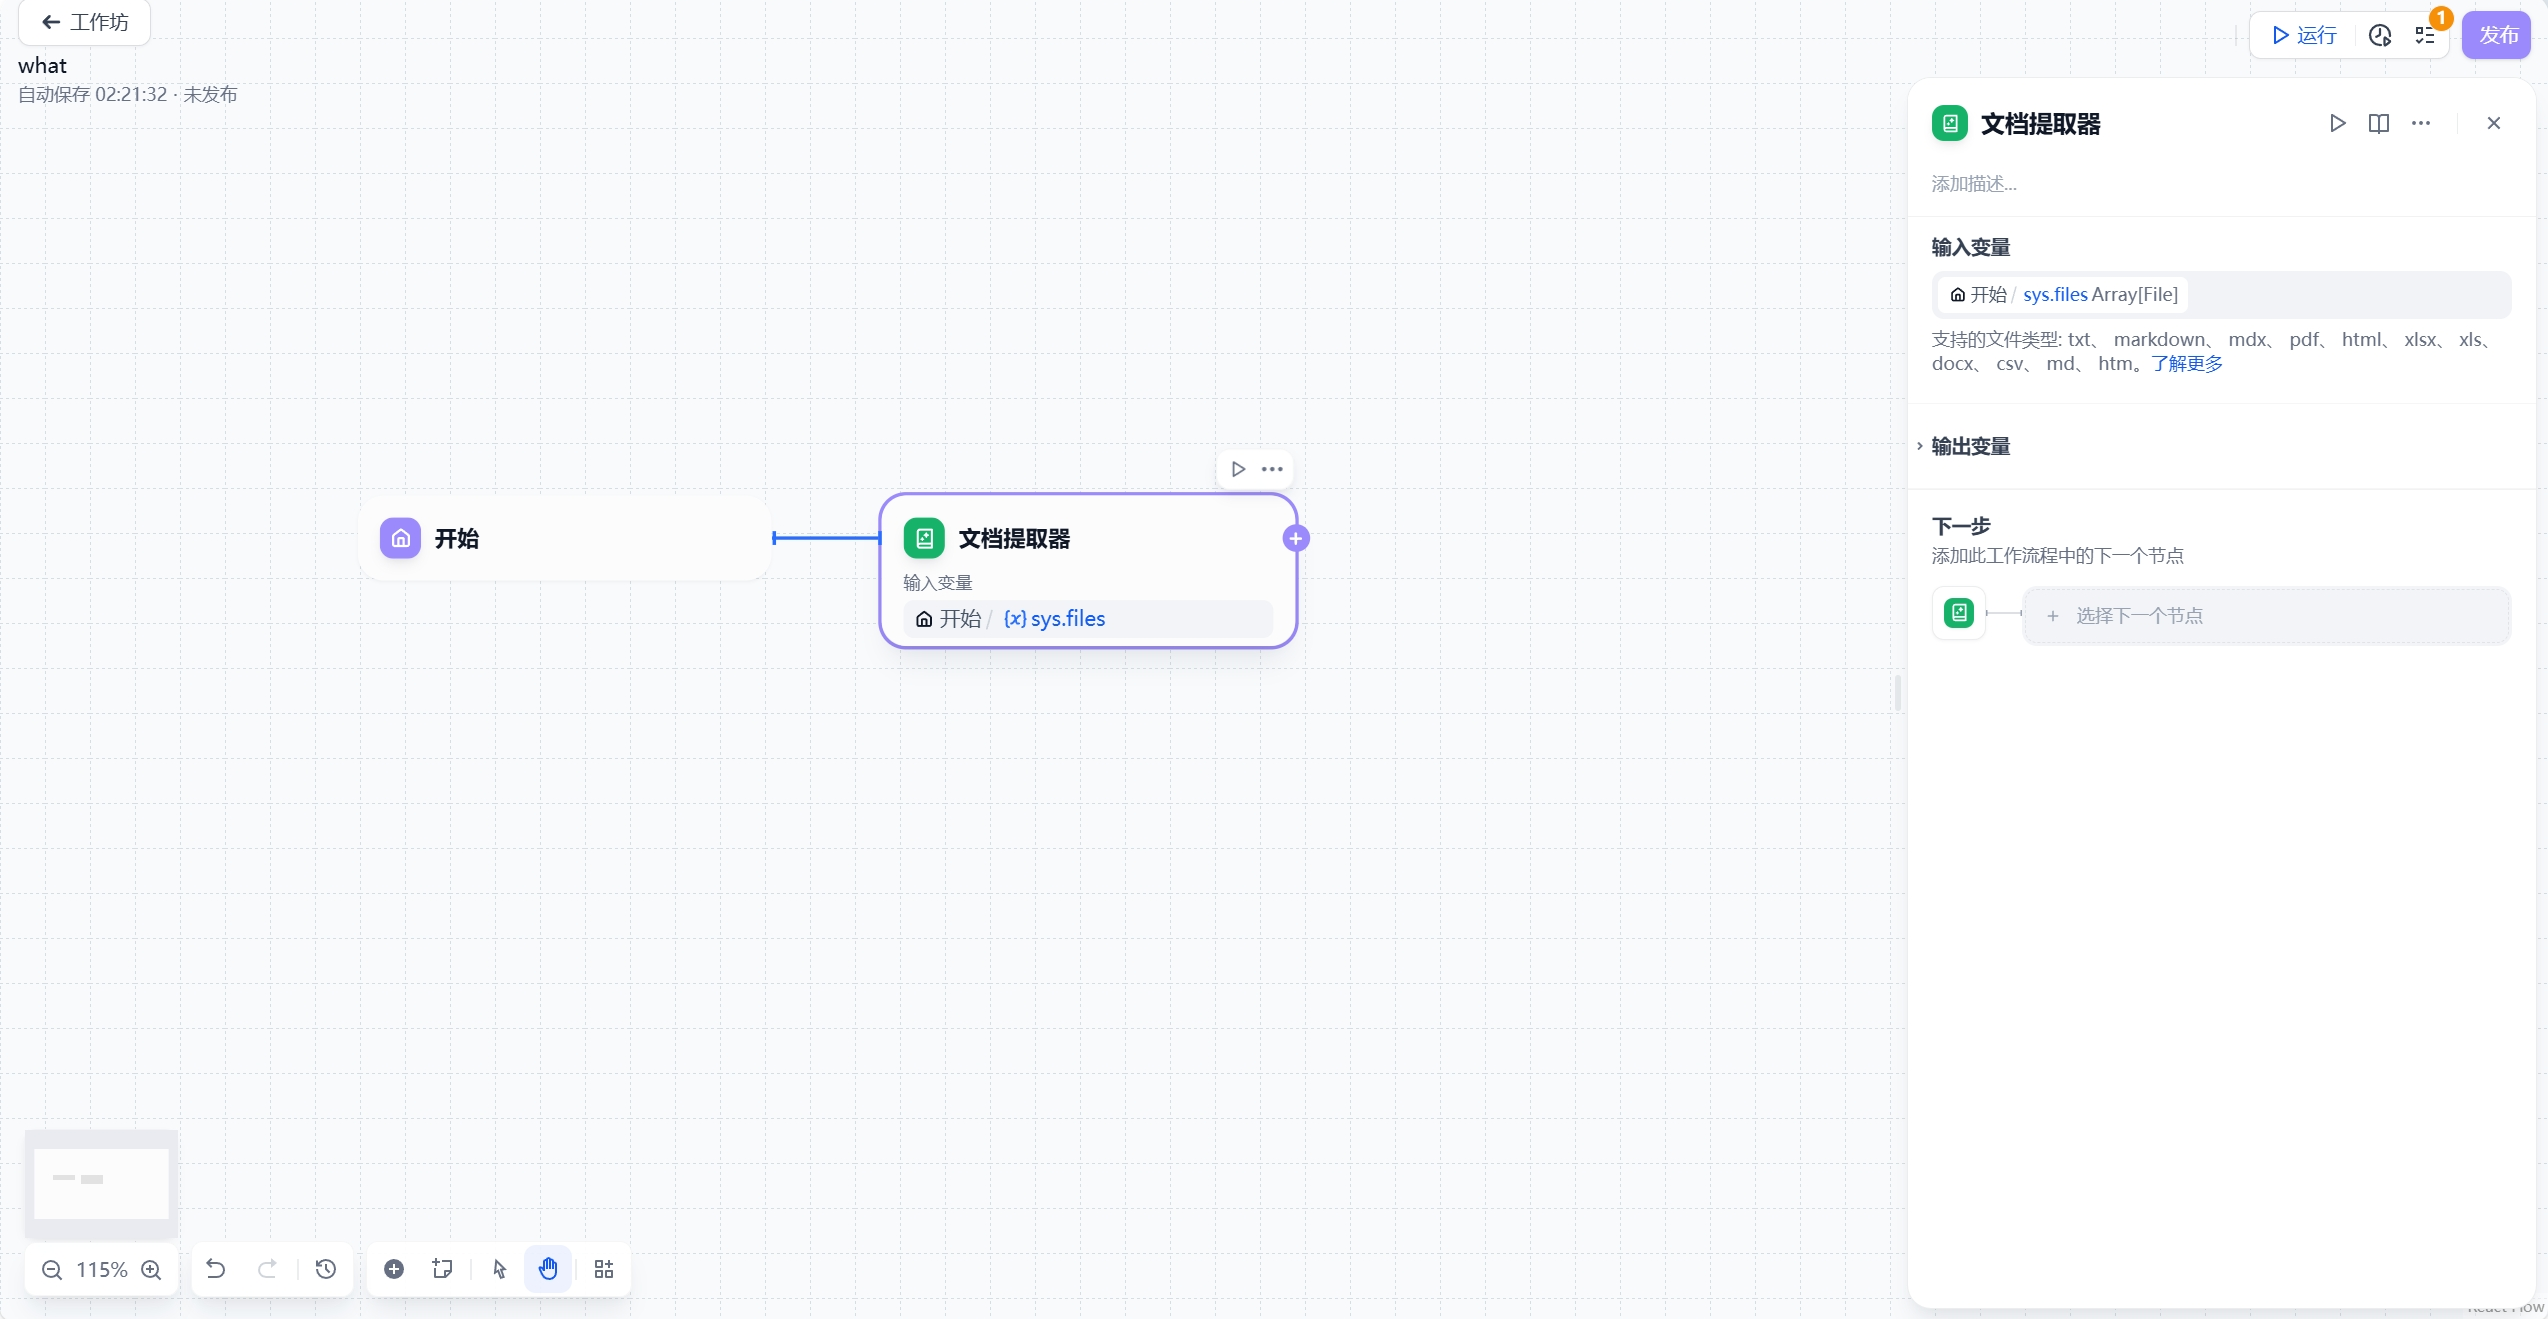 工作坊
what
自动保存 02:21:32 · 未发布
运行
1
发布
文档提取器
添加描述...
输入变量
开始 / sys.files Array[File]
支持的文件类型: txt、 markdown、 mdx、 pdf、 html、 xlsx、 xls、
docx、 csv、 md、 htm。了解更多
输出变量
下一步
添加此工作流程中的下一个节点
+ 选择下一个节点
开始
文档提取器
输入变量
开始 / {x} sys.files
115%
React Flow